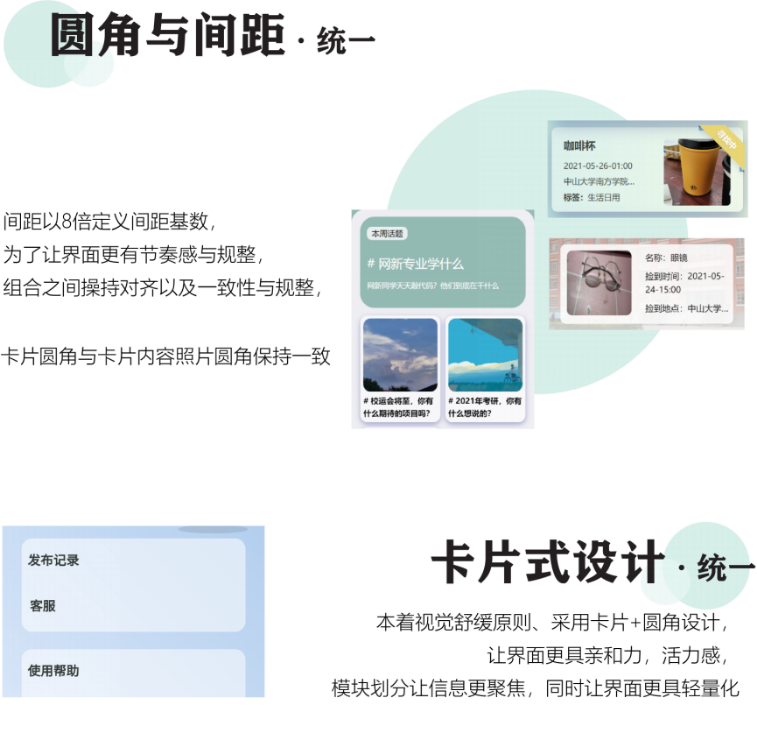 圆角与间距·统一
间距以8倍定义间距基数，
为了让界面更有节奏感与规整，
组合之间操持对齐以及一致性与规整，
卡片圆角与卡片内容照片圆角保持一致
本周话题
# 网新专业学什么
网新同学天天敲代码？他们到底在干什么
# 校运会将至，你有
什么期待的项目吗？
# 2021年考研，你有
什么想说的？
咖啡杯
2021-05-26-01:00
中山大学南方学院...
标签：生活日用
寻回中
名称：眼镜
捡到时间：2021-05-
24-15:00
捡到地点：中山大学...
发布记录
客服
使用帮助
卡片式设计·统一
本着视觉舒缓原则、采用卡片+圆角设计，
让界面更具亲和力，活力感，
模块划分让信息更聚焦，同时让界面更具轻量化